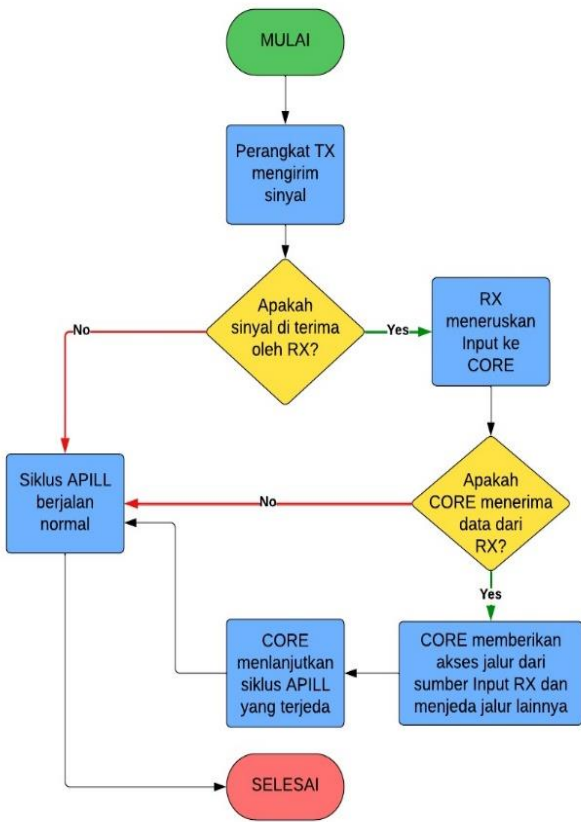 MULAI
Perangkat TX
mengirim
sinyal
Apakah
sinyal di terima
oleh RX?
No
Yes
RX
meneruskan
Input ke
CORE
Siklus APILL
berjalan
normal
No
Apakah
CORE menerima
data dari
RX?
Yes
CORE
menlanjutkan
siklus APILL
yang terjeda
CORE memberikan
akses jalur dari
sumber Input RX dan
menjeda jalur lainnya
SELESAI